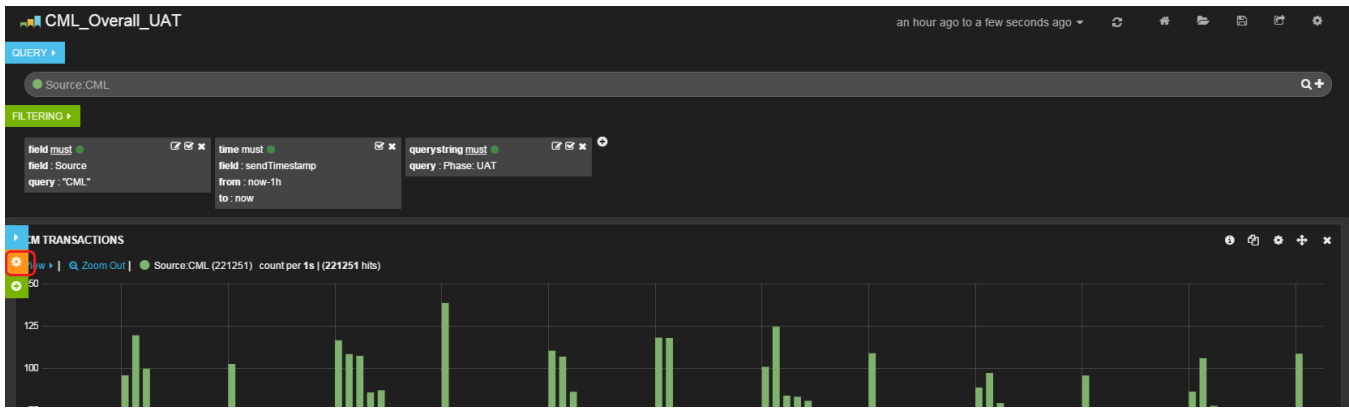 CML_Overall_UAT
an hour ago to a few seconds ago
QUERY
Source:CML
FILTERING
field must
field : Source
query : "CML"
time must
field : sendTimestamp
from : now-1h
to : now
querystring must
query : Phase: UAT
M TRANSACTIONS
View | Zoom Out | Source:CML (221251) count per 1s | (221251 hits)
50
125
100